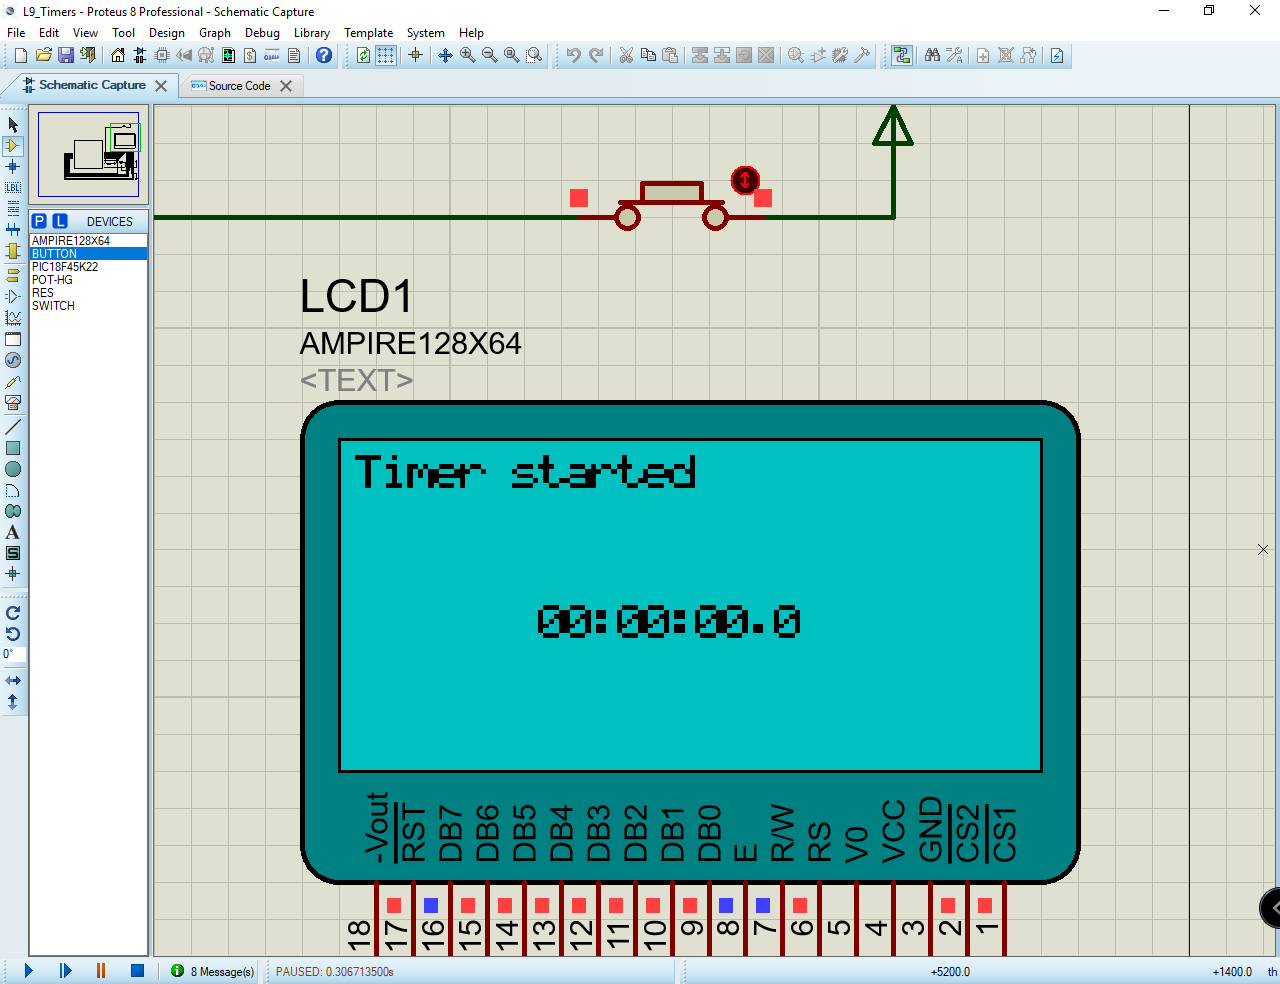 L9_Timers - Proteus 8 Professional - Schematic Capture
File Edit View Tool Design Graph Debug Library Template System Help
Schematic Capture
Source Code
P L DEVICES
AMPIRE128X64
BUTTON
PIC18F45K22
POT-HG
RES
SWITCH
LBL
A
S
0°
LCD1
AMPIRE128X64
<TEXT>
Timer started
00:00:00.0
-Vout RST DB7 DB6 DB5 DB4 DB3 DB2 DB1 DB0 E R/W RS V0 VCC GND CS2 CS1
18 17 16 15 14 13 12 11 10 9 8 7 6 5 4 3 2 1
8 Message(s)
PAUSED: 0.306713500s
+5200.0
+1400.0
th